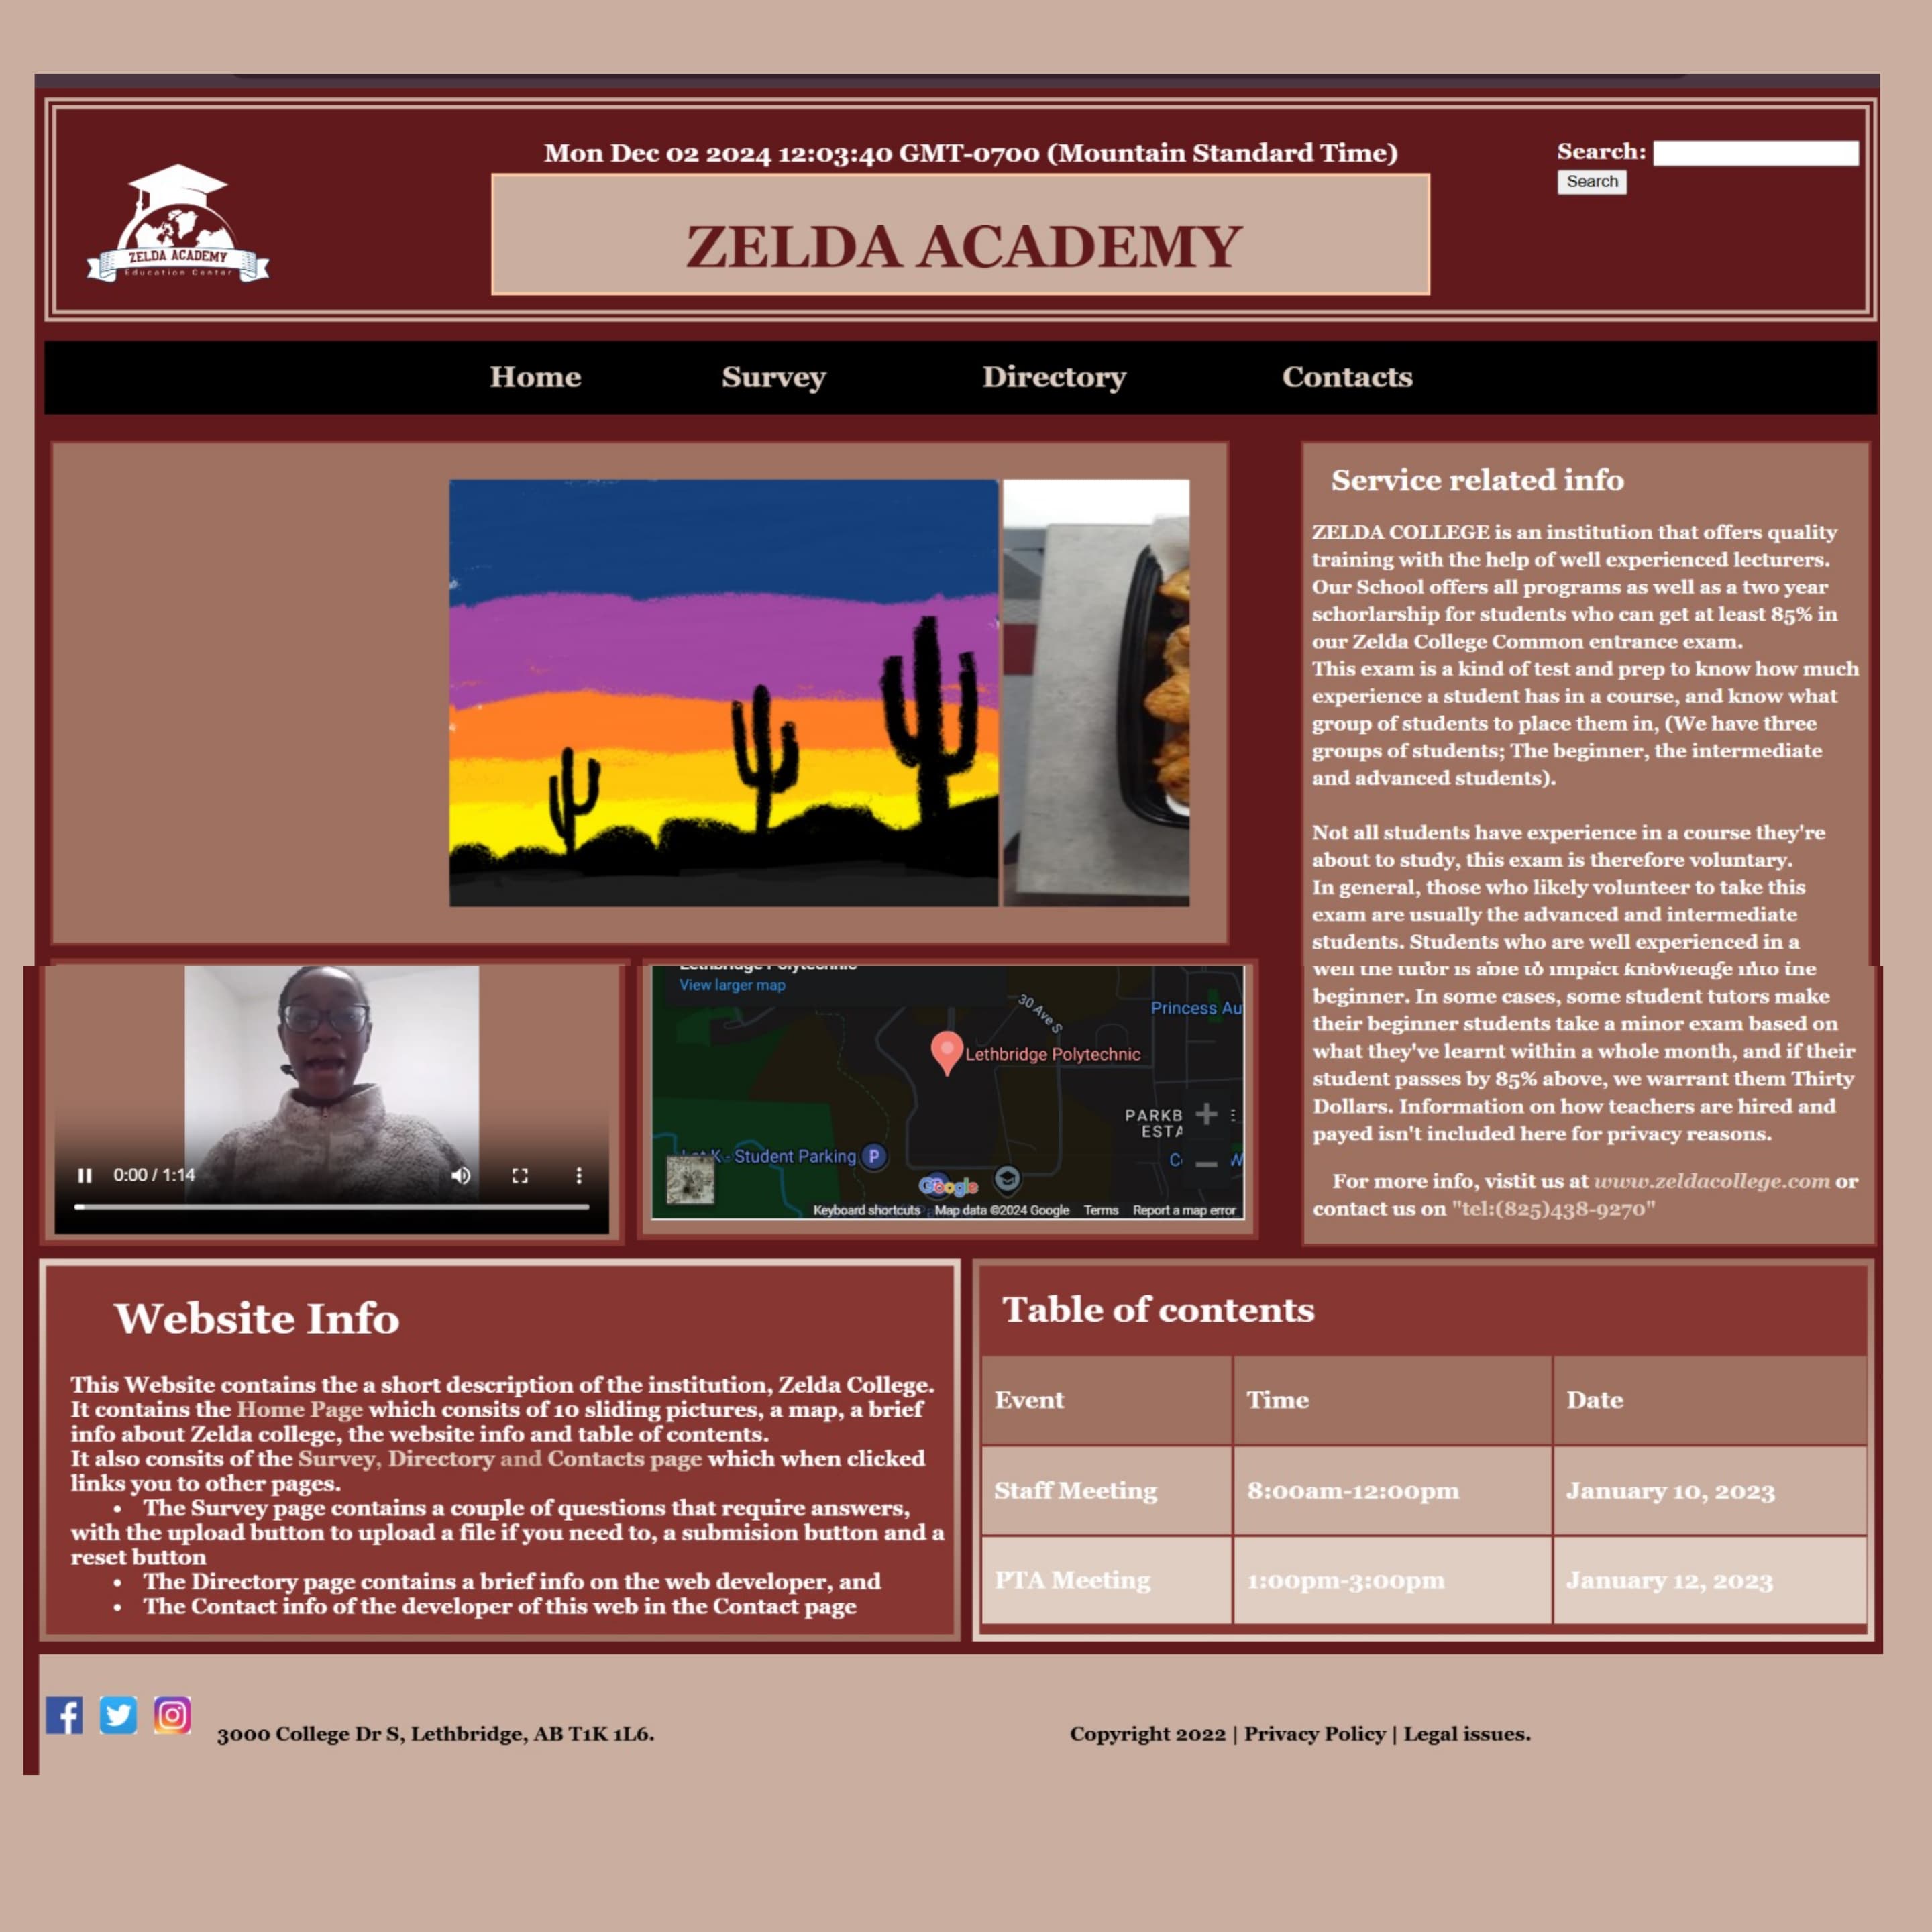 Mon Dec 02 2024 12:03:40 GMT-0700 (Mountain Standard Time)
Search:
Search
ZELDA ACADEMY
Education Center
ZELDA ACADEMY
Home Survey Directory Contacts
Service related info
ZELDA COLLEGE is an institution that offers quality
training with the help of well experienced lecturers.
Our School offers all programs as well as a two year
schorlarship for students who can get at least 85% in
our Zelda College Common entrance exam.
This exam is a kind of test and prep to know how much
experience a student has in a course, and know what
group of students to place them in, (We have three
groups of students; The beginner, the intermediate
and advanced students).
Not all students have experience in a course they're
about to study, this exam is therefore voluntary.
In general, those who likely volunteer to take this
exam are usually the advanced and intermediate
students. Students who are well experienced in a
well the tutor is able to impact knowledge into the
beginner. In some cases, some student tutors make
their beginner students take a minor exam based on
what they've learnt within a whole month, and if their
student passes by 85% above, we warrant them Thirty
Dollars. Information on how teachers are hired and
payed isn't included here for privacy reasons.
For more info, vistit us at www.zeldacollege.com or
contact us on "tel:(825)438-9270"
0:00 / 1:14
Lethbridge Polytechnic
View larger map
30 Ave S
Princess Au
Lethbridge Polytechnic
PARKB
ESTA
K - Student Parking P
Google
Keyboard shortcuts Map data ©2024 Google Terms Report a map error
Website Info
This Website contains the a short description of the institution, Zelda College.
It contains the Home Page which consits of 10 sliding pictures, a map, a brief
info about Zelda college, the website info and table of contents.
It also consits of the Survey, Directory and Contacts page which when clicked
links you to other pages.
• The Survey page contains a couple of questions that require answers,
with the upload button to upload a file if you need to, a submision button and a
reset button
• The Directory page contains a brief info on the web developer, and
• The Contact info of the developer of this web in the Contact page
Table of contents
Event Time Date
Staff Meeting 8:00am-12:00pm January 10, 2023
PTA Meeting 1:00pm-3:00pm January 12, 2023
3000 College Dr S, Lethbridge, AB T1K 1L6.
Copyright 2022 | Privacy Policy | Legal issues.